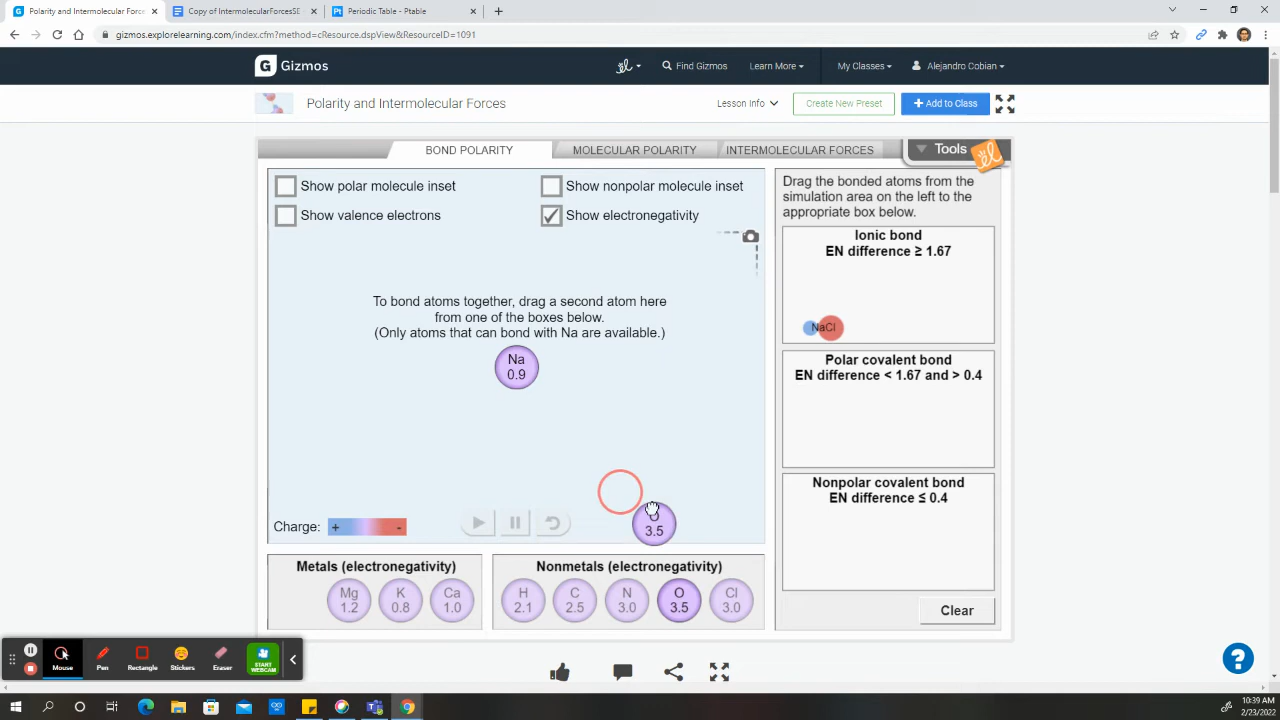 Polarity and Intermolecular Force
Copy of IntermolecularForcesSE
Periodic Table - Ptable
gizmos.explorelearning.com/index.cfm?method=cResource.dspView&ResourceID=1091
G Gizmos
Find Gizmos
Learn More
My Classes
Alejandro Cobian
Polarity and Intermolecular Forces
Lesson Info
Create New Preset
+ Add to Class
BOND POLARITY
MOLECULAR POLARITY
INTERMOLECULAR FORCES
Tools
Show polar molecule inset
Show nonpolar molecule inset
Show valence electrons
Show electronegativity
To bond atoms together, drag a second atom here
from one of the boxes below.
(Only atoms that can bond with Na are available.)
Na
0.9
3.5
Charge: + -
Metals (electronegativity)
Mg
1.2
K
0.8
Ca
1.0
Nonmetals (electronegativity)
H
2.1
C
2.5
N
3.0
O
3.5
Cl
3.0
Drag the bonded atoms from the
simulation area on the left to the
appropriate box below.
Ionic bond
EN difference ≥ 1.67
NaCl
Polar covalent bond
EN difference < 1.67 and > 0.4
Nonpolar covalent bond
EN difference ≤ 0.4
Clear
Mouse
Pen
Rectangle
Stickers
Eraser
START
WEBCAM
?
10:39 AM
2/23/2022